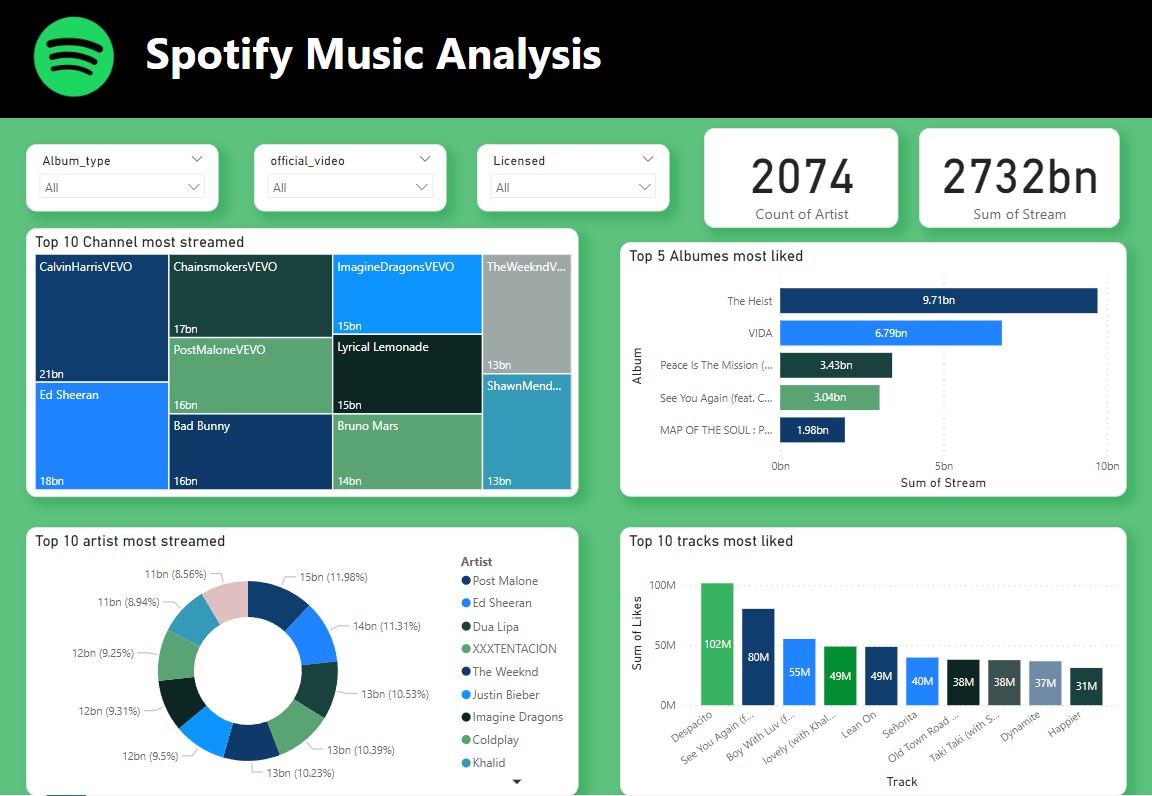 Spotify Music Analysis
Album_type
All
official_video
All
Licensed
All
2074
Count of Artist
2732bn
Sum of Stream
Top 10 Channel most streamed
CalvinHarrisVEVO
21bn
Ed Sheeran
18bn
ChainsmokersVEVO
17bn
PostMaloneVEVO
16bn
Bad Bunny
16bn
ImagineDragonsVEVO
15bn
Lyrical Lemonade
15bn
Bruno Mars
14bn
TheWeekndV...
13bn
ShawnMend...
13bn
Top 5 Albumes most liked
Album
The Heist
9.71bn
VIDA
6.79bn
Peace Is The Mission (...
3.43bn
See You Again (feat. C...
3.04bn
MAP OF THE SOUL : P...
1.98bn
0bn
5bn
10bn
Sum of Stream
Top 10 artist most streamed
15bn (11.98%)
14bn (11.31%)
13bn (10.53%)
13bn (10.39%)
13bn (10.23%)
12bn (9.5%)
12bn (9.31%)
12bn (9.25%)
11bn (8.94%)
11bn (8.56%)
Artist
Post Malone
Ed Sheeran
Dua Lipa
XXXTENTACION
The Weeknd
Justin Bieber
Imagine Dragons
Coldplay
Khalid
Top 10 tracks most liked
Sum of Likes
100M
50M
0M
102M
80M
55M
49M
49M
40M
38M
38M
37M
31M
Despacito
See You Again (f...
Boy With Luv (f...
lovely (with Khal...
Lean On
Señorita
Old Town Road ...
Taki Taki (with S...
Dynamite
Happier
Track